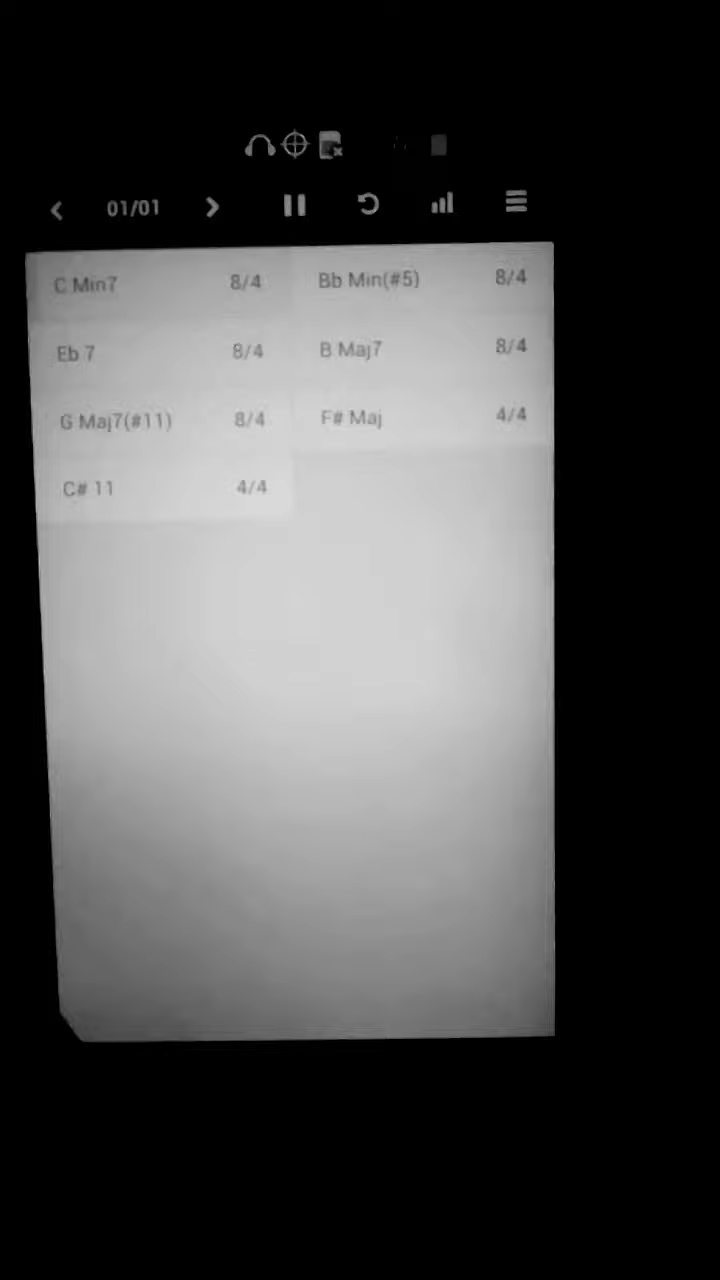 01/01
C Min7 8/4 Bb Min(#5) 8/4
Eb 7 8/4 B Maj7 8/4
G Maj7(#11) 8/4 F# Maj 4/4
C# 11 4/4